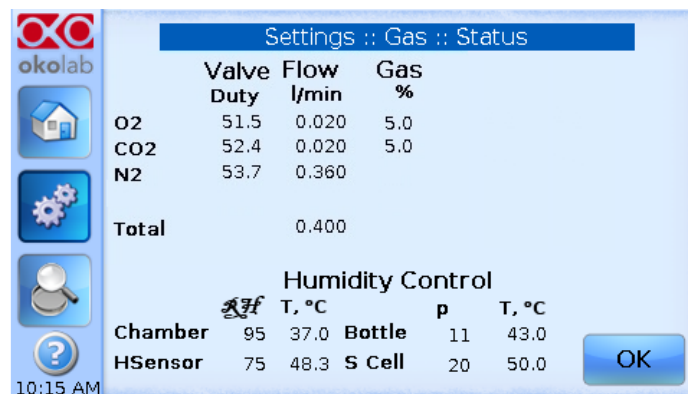 Settings :: Gas :: Status
okolab
Valve Flow Gas
Duty l/min %
O2 51.5 0.020 5.0
CO2 52.4 0.020 5.0
N2 53.7 0.360
Total 0.400
Humidity Control
RH T, °C p T, °C
Chamber 95 37.0 Bottle 11 43.0
HSensor 75 48.3 S Cell 20 50.0
OK
10:15 AM